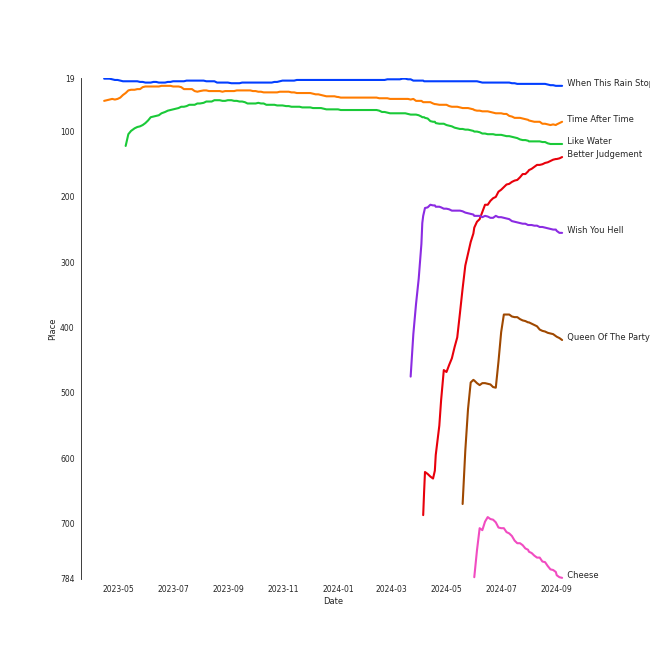 19
100
200
300
400
500
600
700
784
Place
When This Rain Stop
Time After Time
Like Water
Better Judgement
Wish You Hell
Queen Of The Party
Cheese
2023-05 2023-07 2023-09 2023-11 2024-01 2024-03 2024-05 2024-07 2024-09
Date